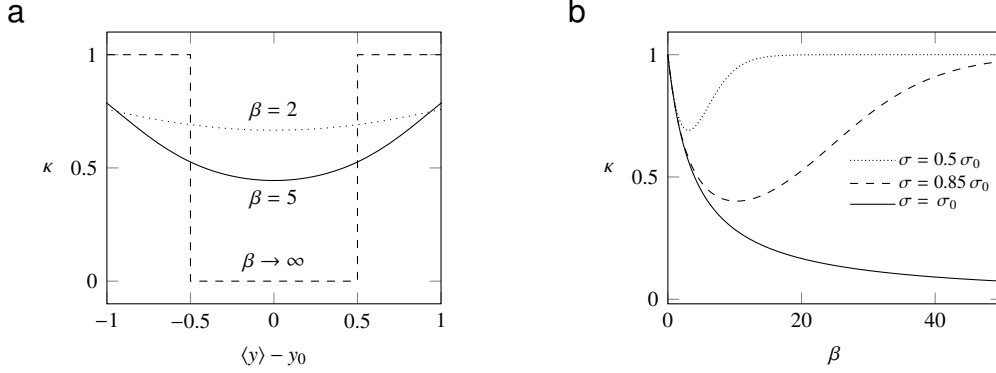 a
1
0.5
0
κ
β = 2
β = 5
β → ∞
−1
−0.5
0
0.5
1
⟨y⟩ − y₀
b
1
0.5
0
κ
σ = 0.5 σ₀
σ = 0.85 σ₀
σ = σ₀
0
20
40
β